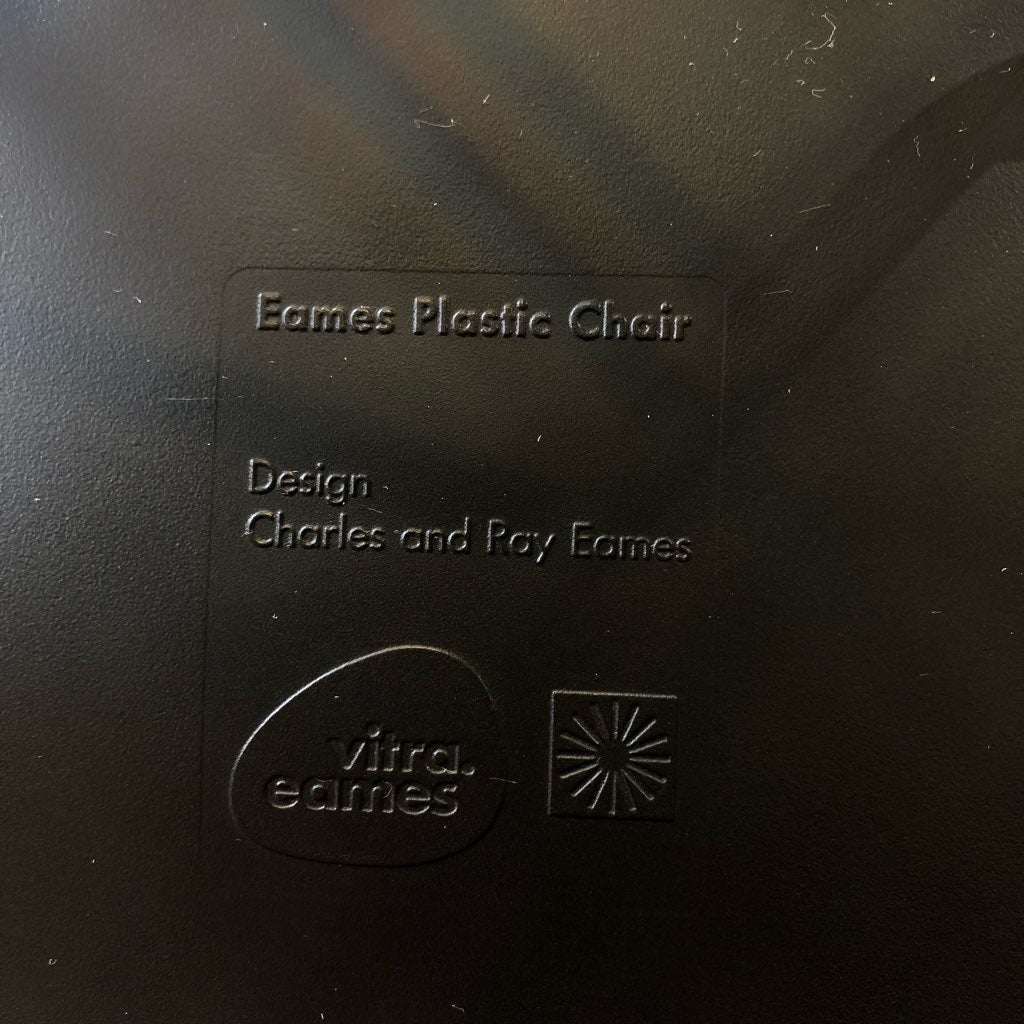 Eames Plastic Chair
Design
Charles and Ray Eames
vitra.
eames